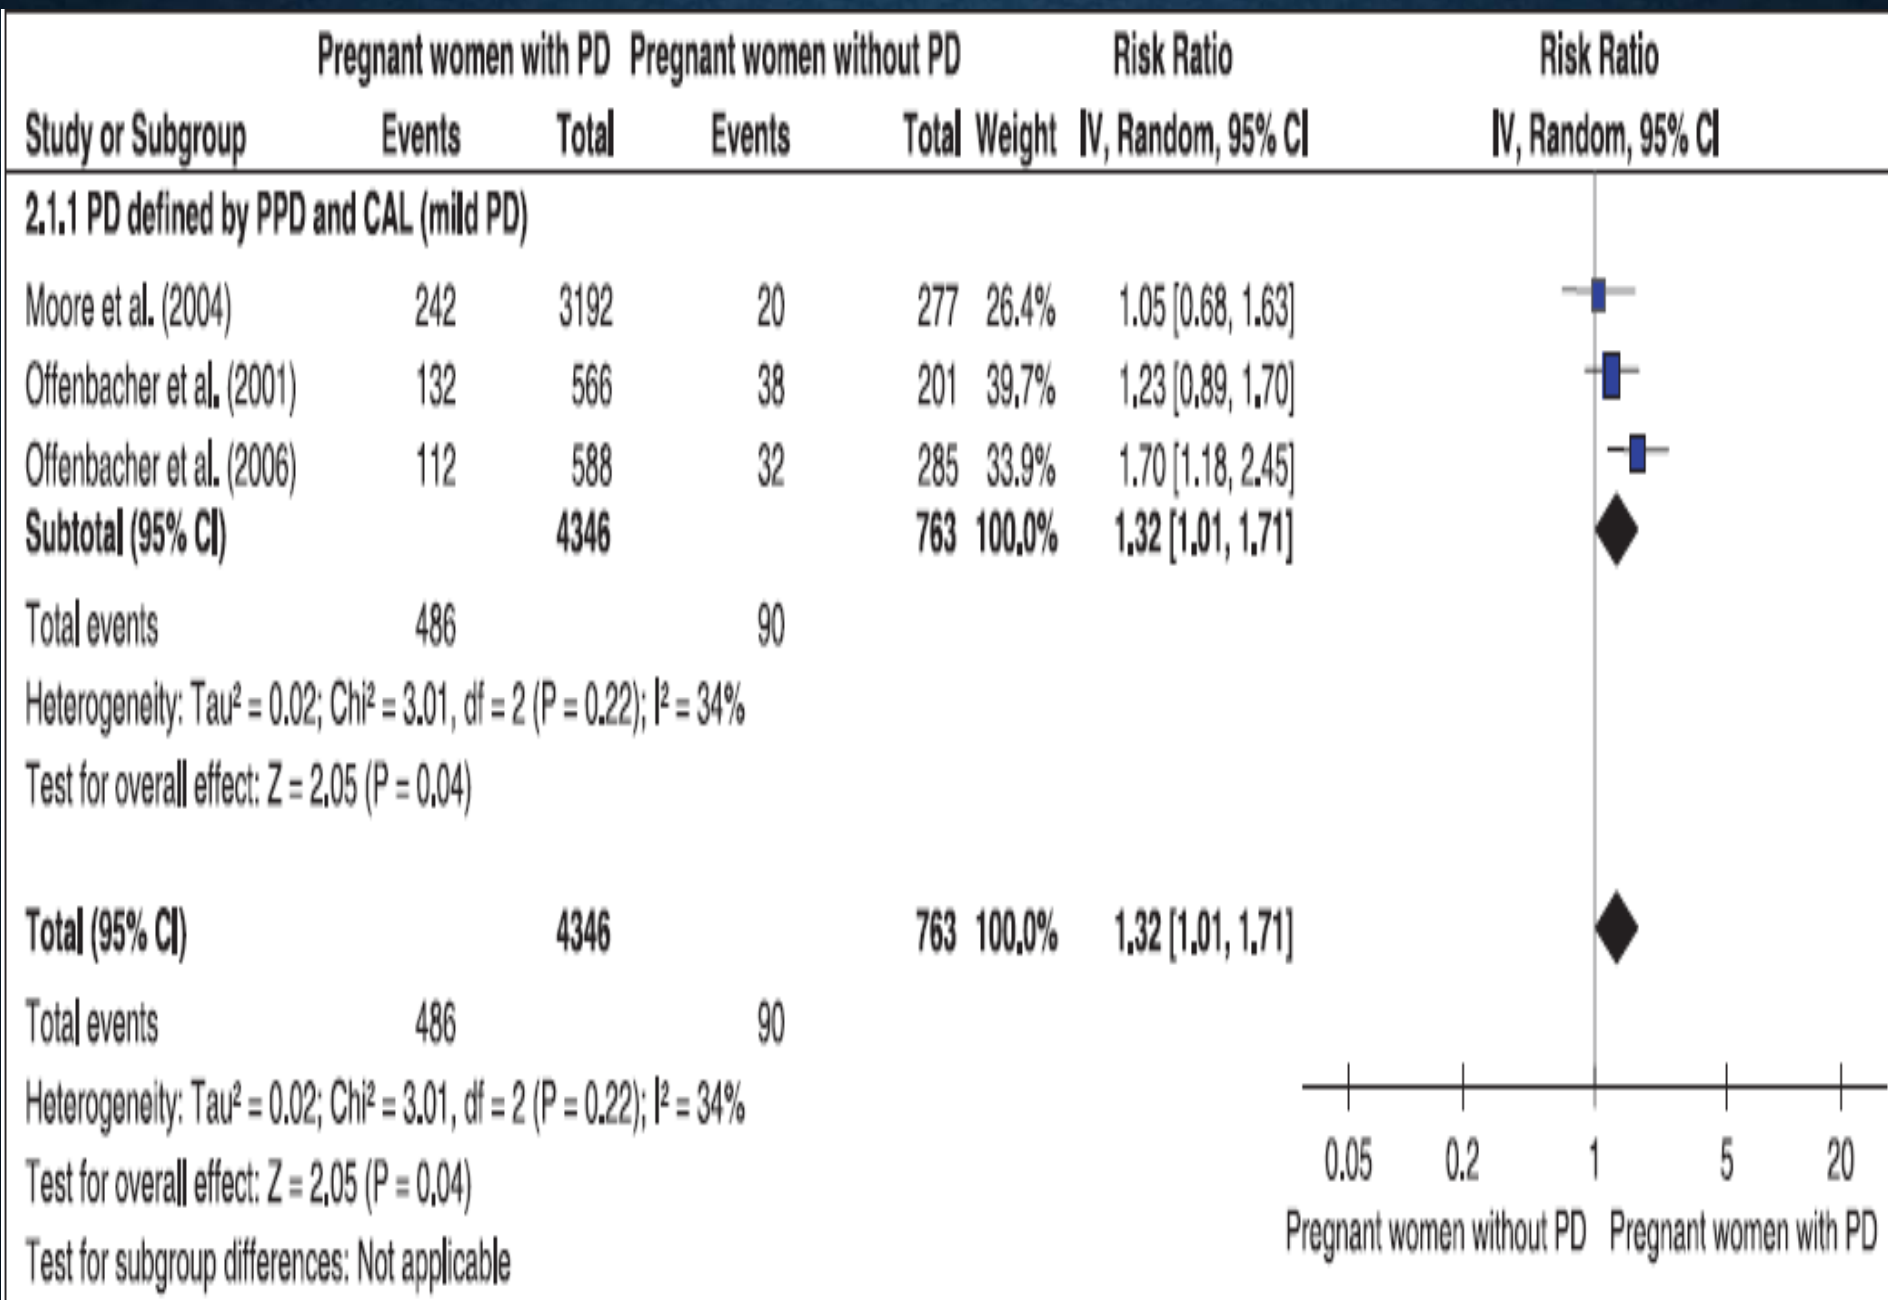 Pregnant women with PD Pregnant women without PD Risk Ratio Risk Ratio
Study or Subgroup Events Total Events Total Weight IV, Random, 95% CI IV, Random, 95% CI
2.1.1 PD defined by PPD and CAL (mild PD)
Moore et al. (2004) 242 3192 20 277 26.4% 1.05 [0.68, 1.63]
Offenbacher et al. (2001) 132 566 38 201 39.7% 1.23 [0.89, 1.70]
Offenbacher et al. (2006) 112 588 32 285 33.9% 1.70 [1.18, 2.45]
Subtotal (95% CI) 4346 763 100.0% 1.32 [1.01, 1.71]
Total events 486 90
Heterogeneity: Tau² = 0.02; Chi² = 3.01, df = 2 (P = 0.22); I² = 34%
Test for overall effect: Z = 2.05 (P = 0.04)
Total (95% CI) 4346 763 100.0% 1.32 [1.01, 1.71]
Total events 486 90
Heterogeneity: Tau² = 0.02; Chi² = 3.01, df = 2 (P = 0.22); I² = 34%
Test for overall effect: Z = 2.05 (P = 0.04)
Test for subgroup differences: Not applicable
0.05 0.2 1 5 20
Pregnant women without PD Pregnant women with PD